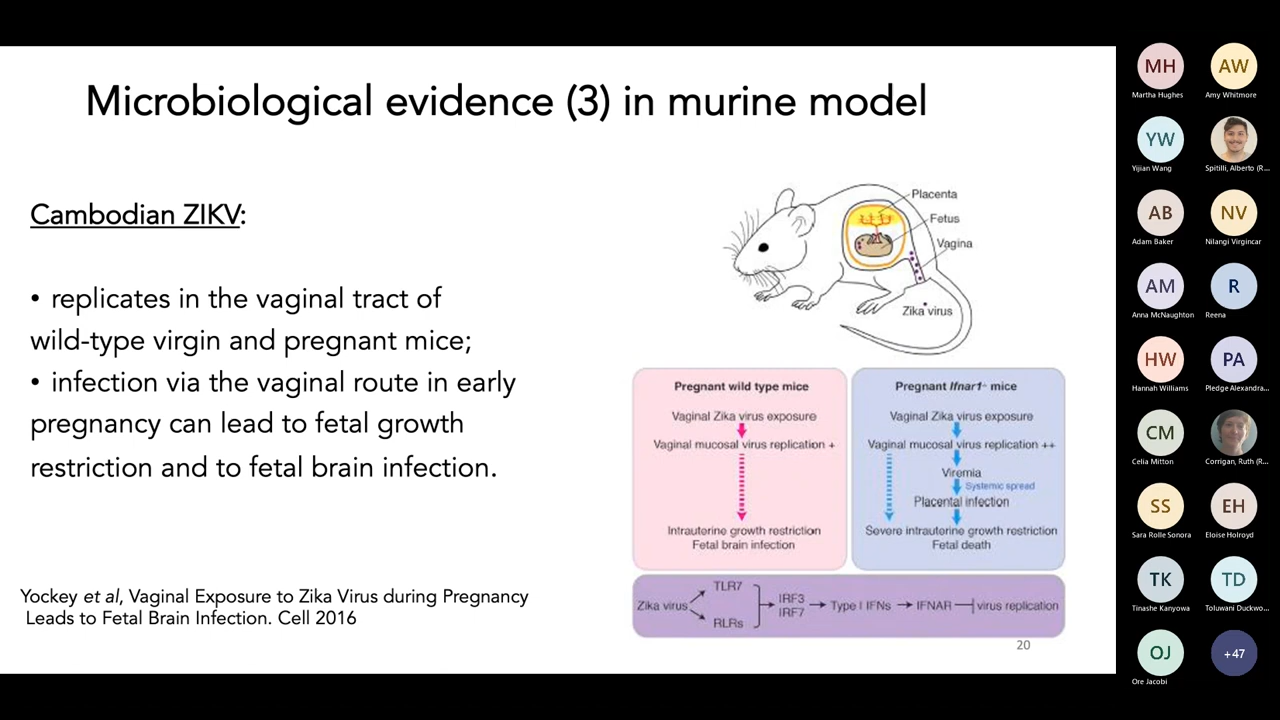 Microbiological evidence (3) in murine model
Cambodian ZIKV:
• replicates in the vaginal tract of
wild-type virgin and pregnant mice;
• infection via the vaginal route in early
pregnancy can lead to fetal growth
restriction and to fetal brain infection.
Yockey et al, Vaginal Exposure to Zika Virus during Pregnancy
Leads to Fetal Brain Infection. Cell 2016
Placenta
Fetus
Vagina
Zika virus
Pregnant wild type mice
Vaginal Zika virus exposure
Vaginal mucosal virus replication +
Intrauterine growth restriction
Fetal brain infection
Pregnant Ifnar1-/- mice
Vaginal Zika virus exposure
Vaginal mucosal virus replication ++
Viremia
Systemic spread
Placental infection
Severe intrauterine growth restriction
Fetal death
Zika virus
TLR7
RLRs
IRF3
IRF7
Type I IFNs
IFNAR
virus replication
20
MH
Martha Hughes
AW
Amy Whitmore
YW
Yijian Wang
Spitilli, Alberto (R...
AB
Adam Baker
NV
Nilangi Virgincar
AM
Anna McNaughton
R
Reena
HW
Hannah Williams
PA
Pledge Alexandra...
CM
Celia Mitton
Corrigan, Ruth (R...
SS
Sara Rolle Sonora
EH
Eloise Holroyd
TK
Tinashe Kanyowa
TD
Toluwani Duckwo...
OJ
Ore Jacobi
+47